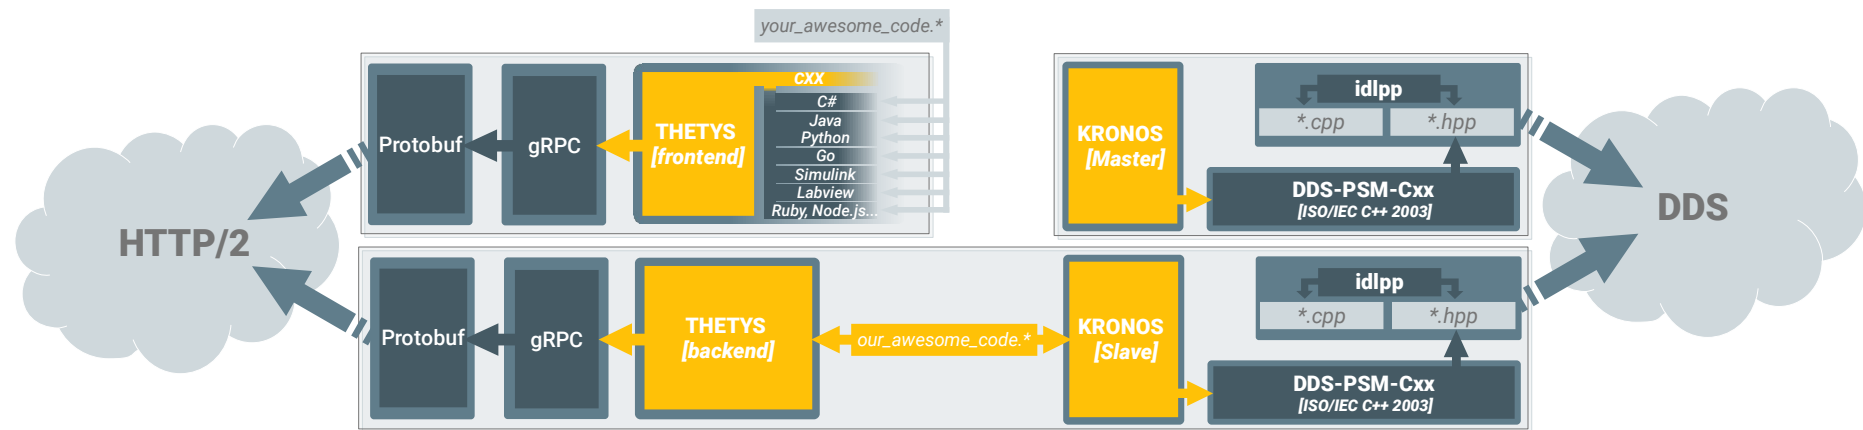 your_awesome_code.*
HTTP/2
Protobuf
gRPC
THETYS
[frontend]
CXX
C#
Java
Python
Go
Simulink
Labview
Ruby, Node.js...
KRONOS
[Master]
idlpp
*.cpp
*.hpp
DDS-PSM-Cxx
[ISO/IEC C++ 2003]
DDS
Protobuf
gRPC
THETYS
[backend]
our_awesome_code.*
KRONOS
[Slave]
idlpp
*.cpp
*.hpp
DDS-PSM-Cxx
[ISO/IEC C++ 2003]